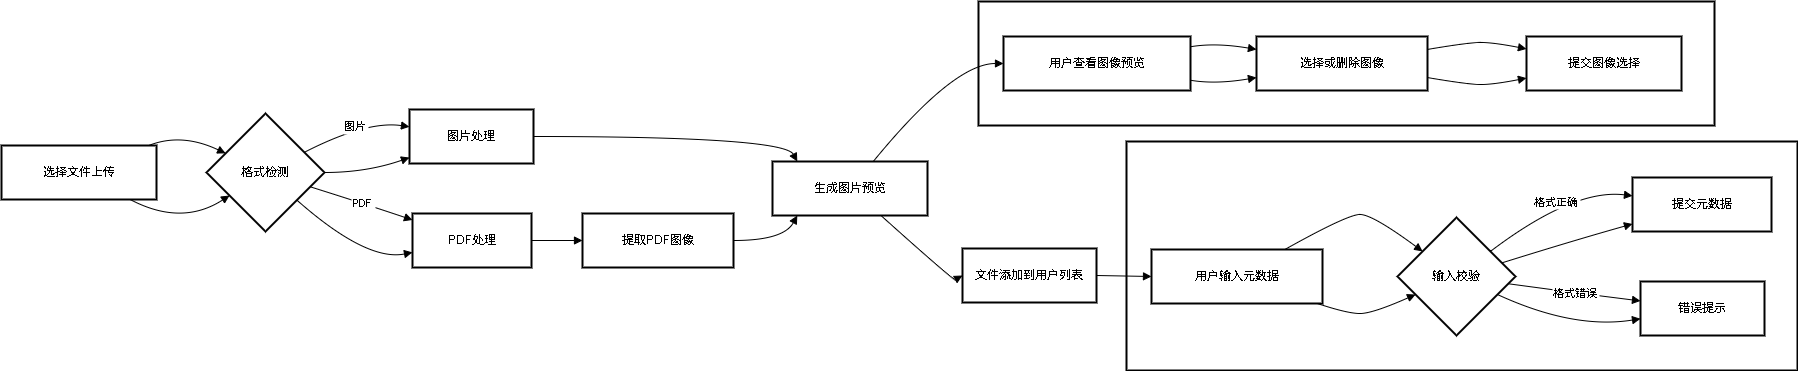 选择文件上传
格式检测
图片
PDF
图片处理
PDF处理
提取PDF图像
生成图片预览
用户查看图像预览
选择或删除图像
提交图像选择
文件添加到用户列表
用户输入元数据
输入校验
格式正确
格式错误
提交元数据
错误提示